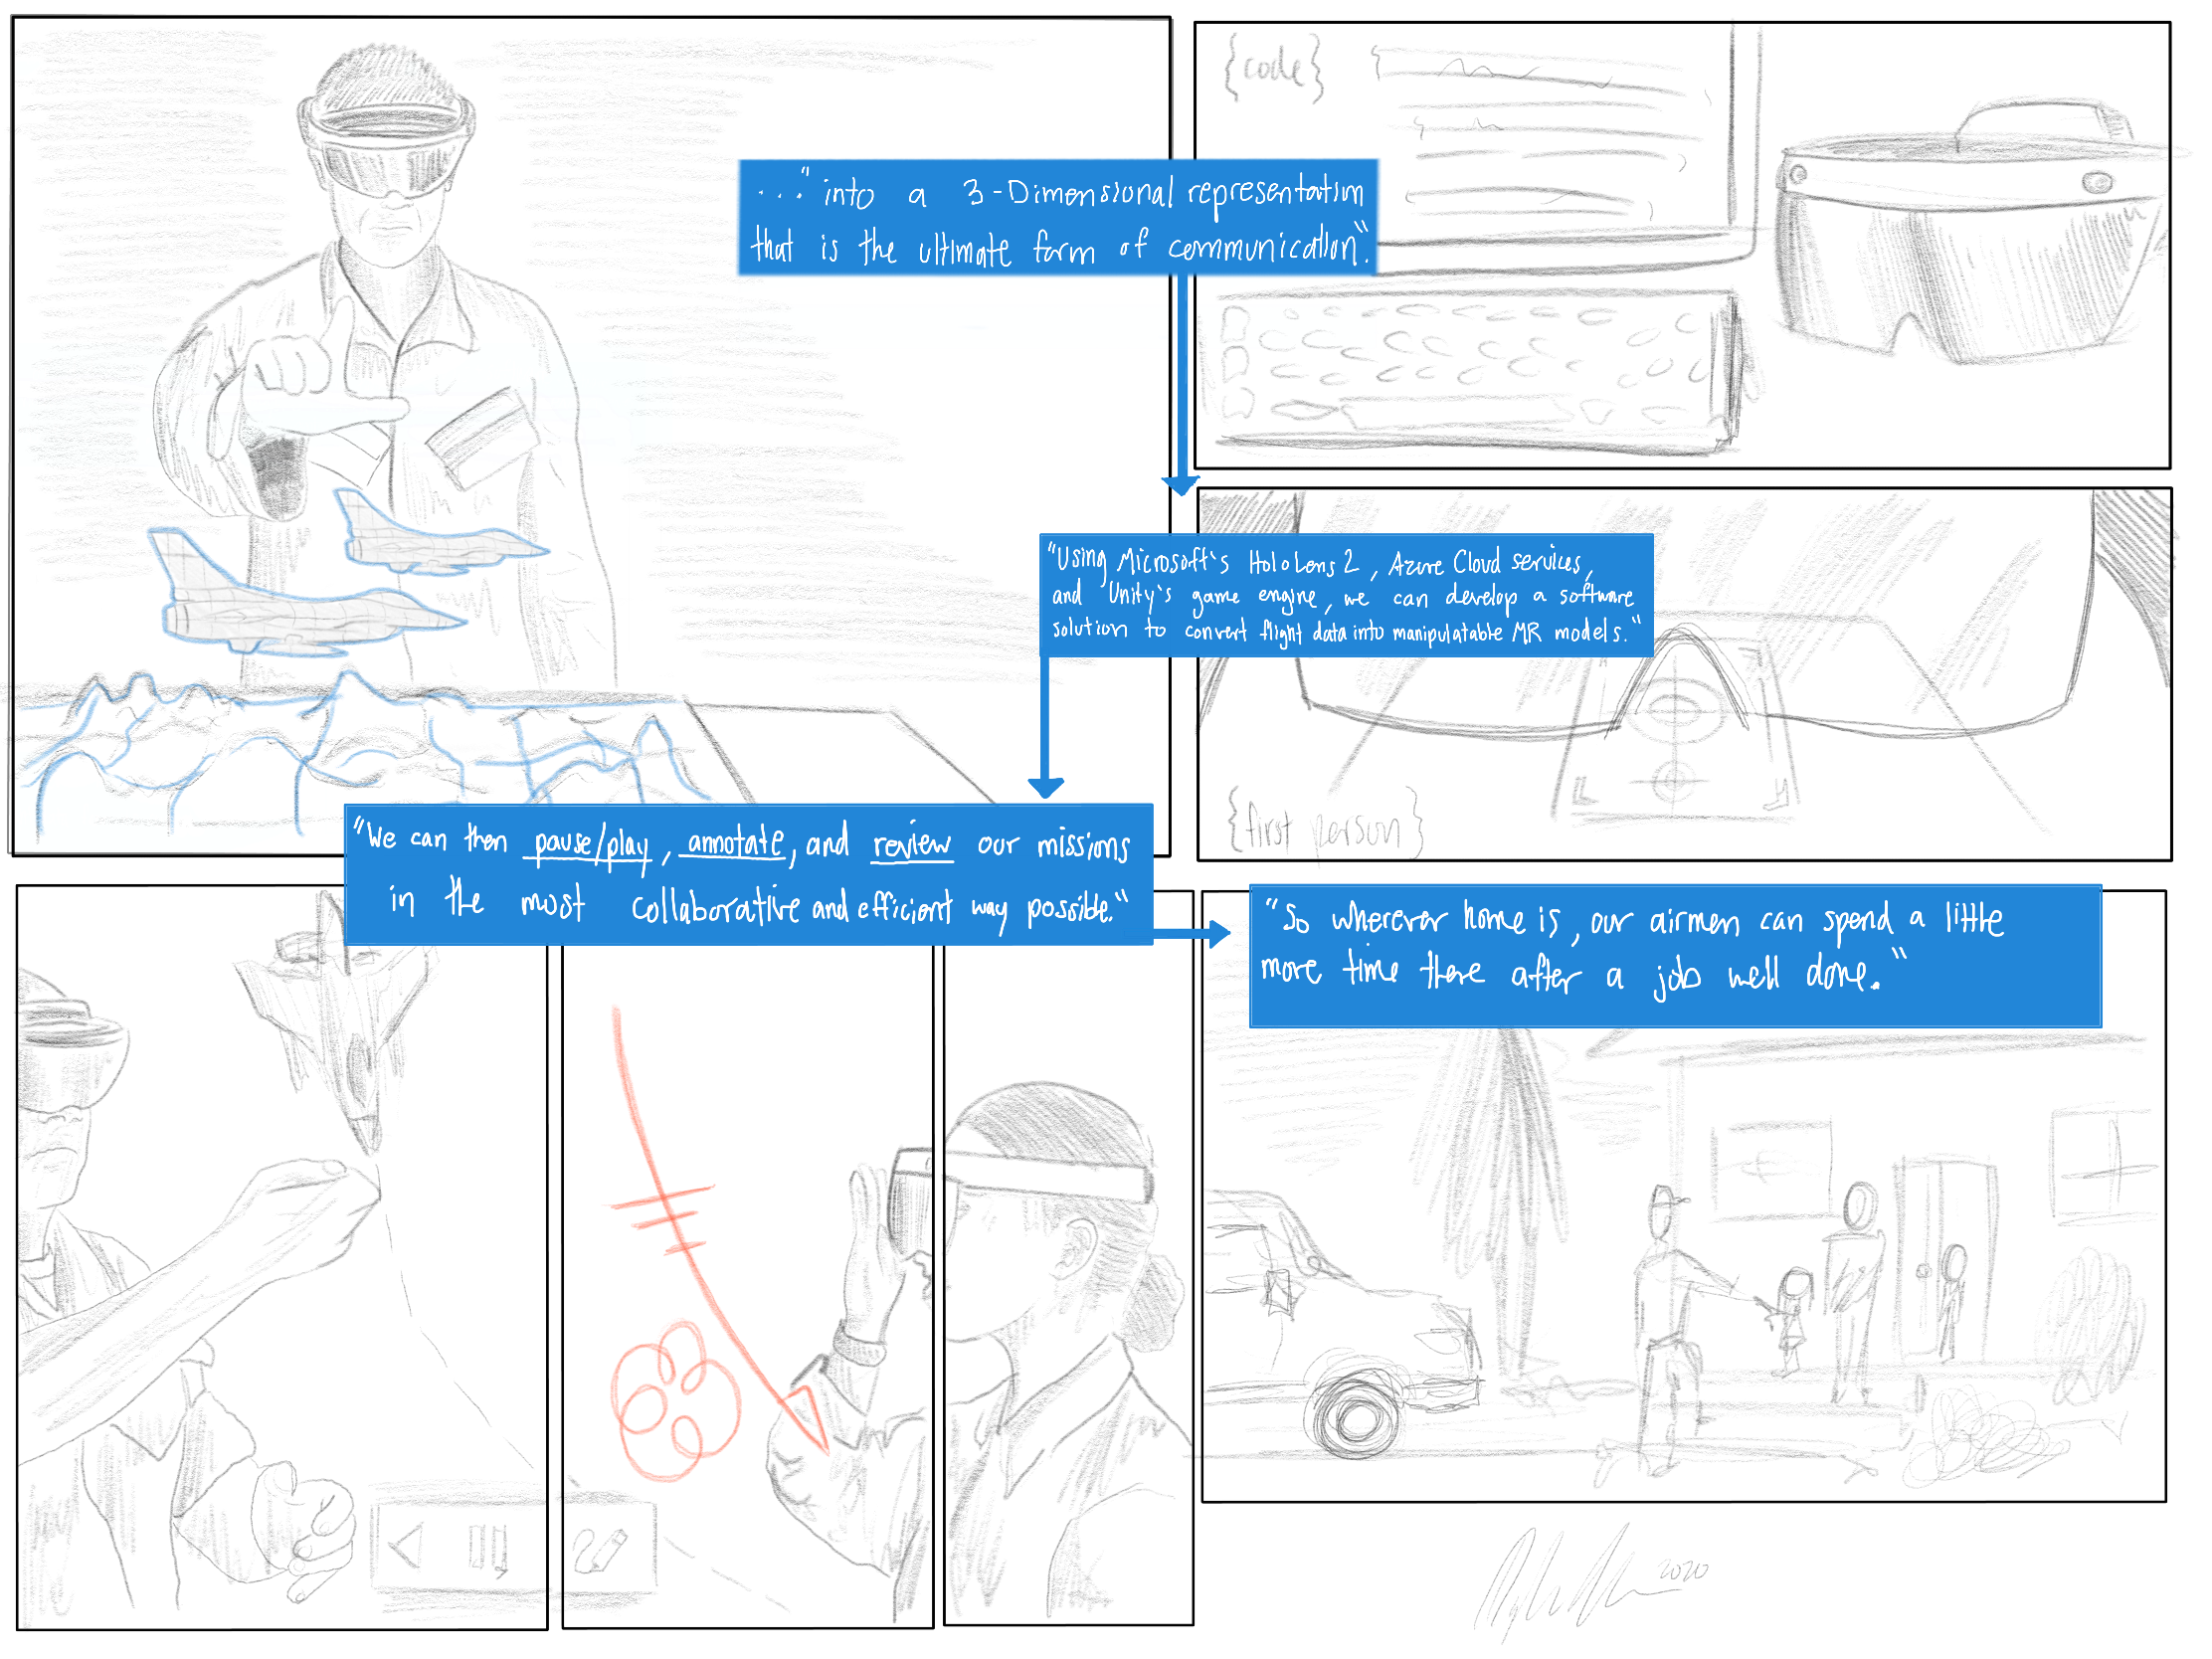 {code}
..." into a 3-Dimensional representation
that is the ultimate form of communication."
"Using Microsoft's HoloLens 2, Azure Cloud services,
and Unity's game engine, we can develop a software
solution to convert flight data into manipulatable MR models."
{first person}
"We can then pause/play, annotate, and review our missions
in the most collaborative and efficient way possible."
"So wherever home is, our airmen can spend a little
more time there after a job well done."
2020